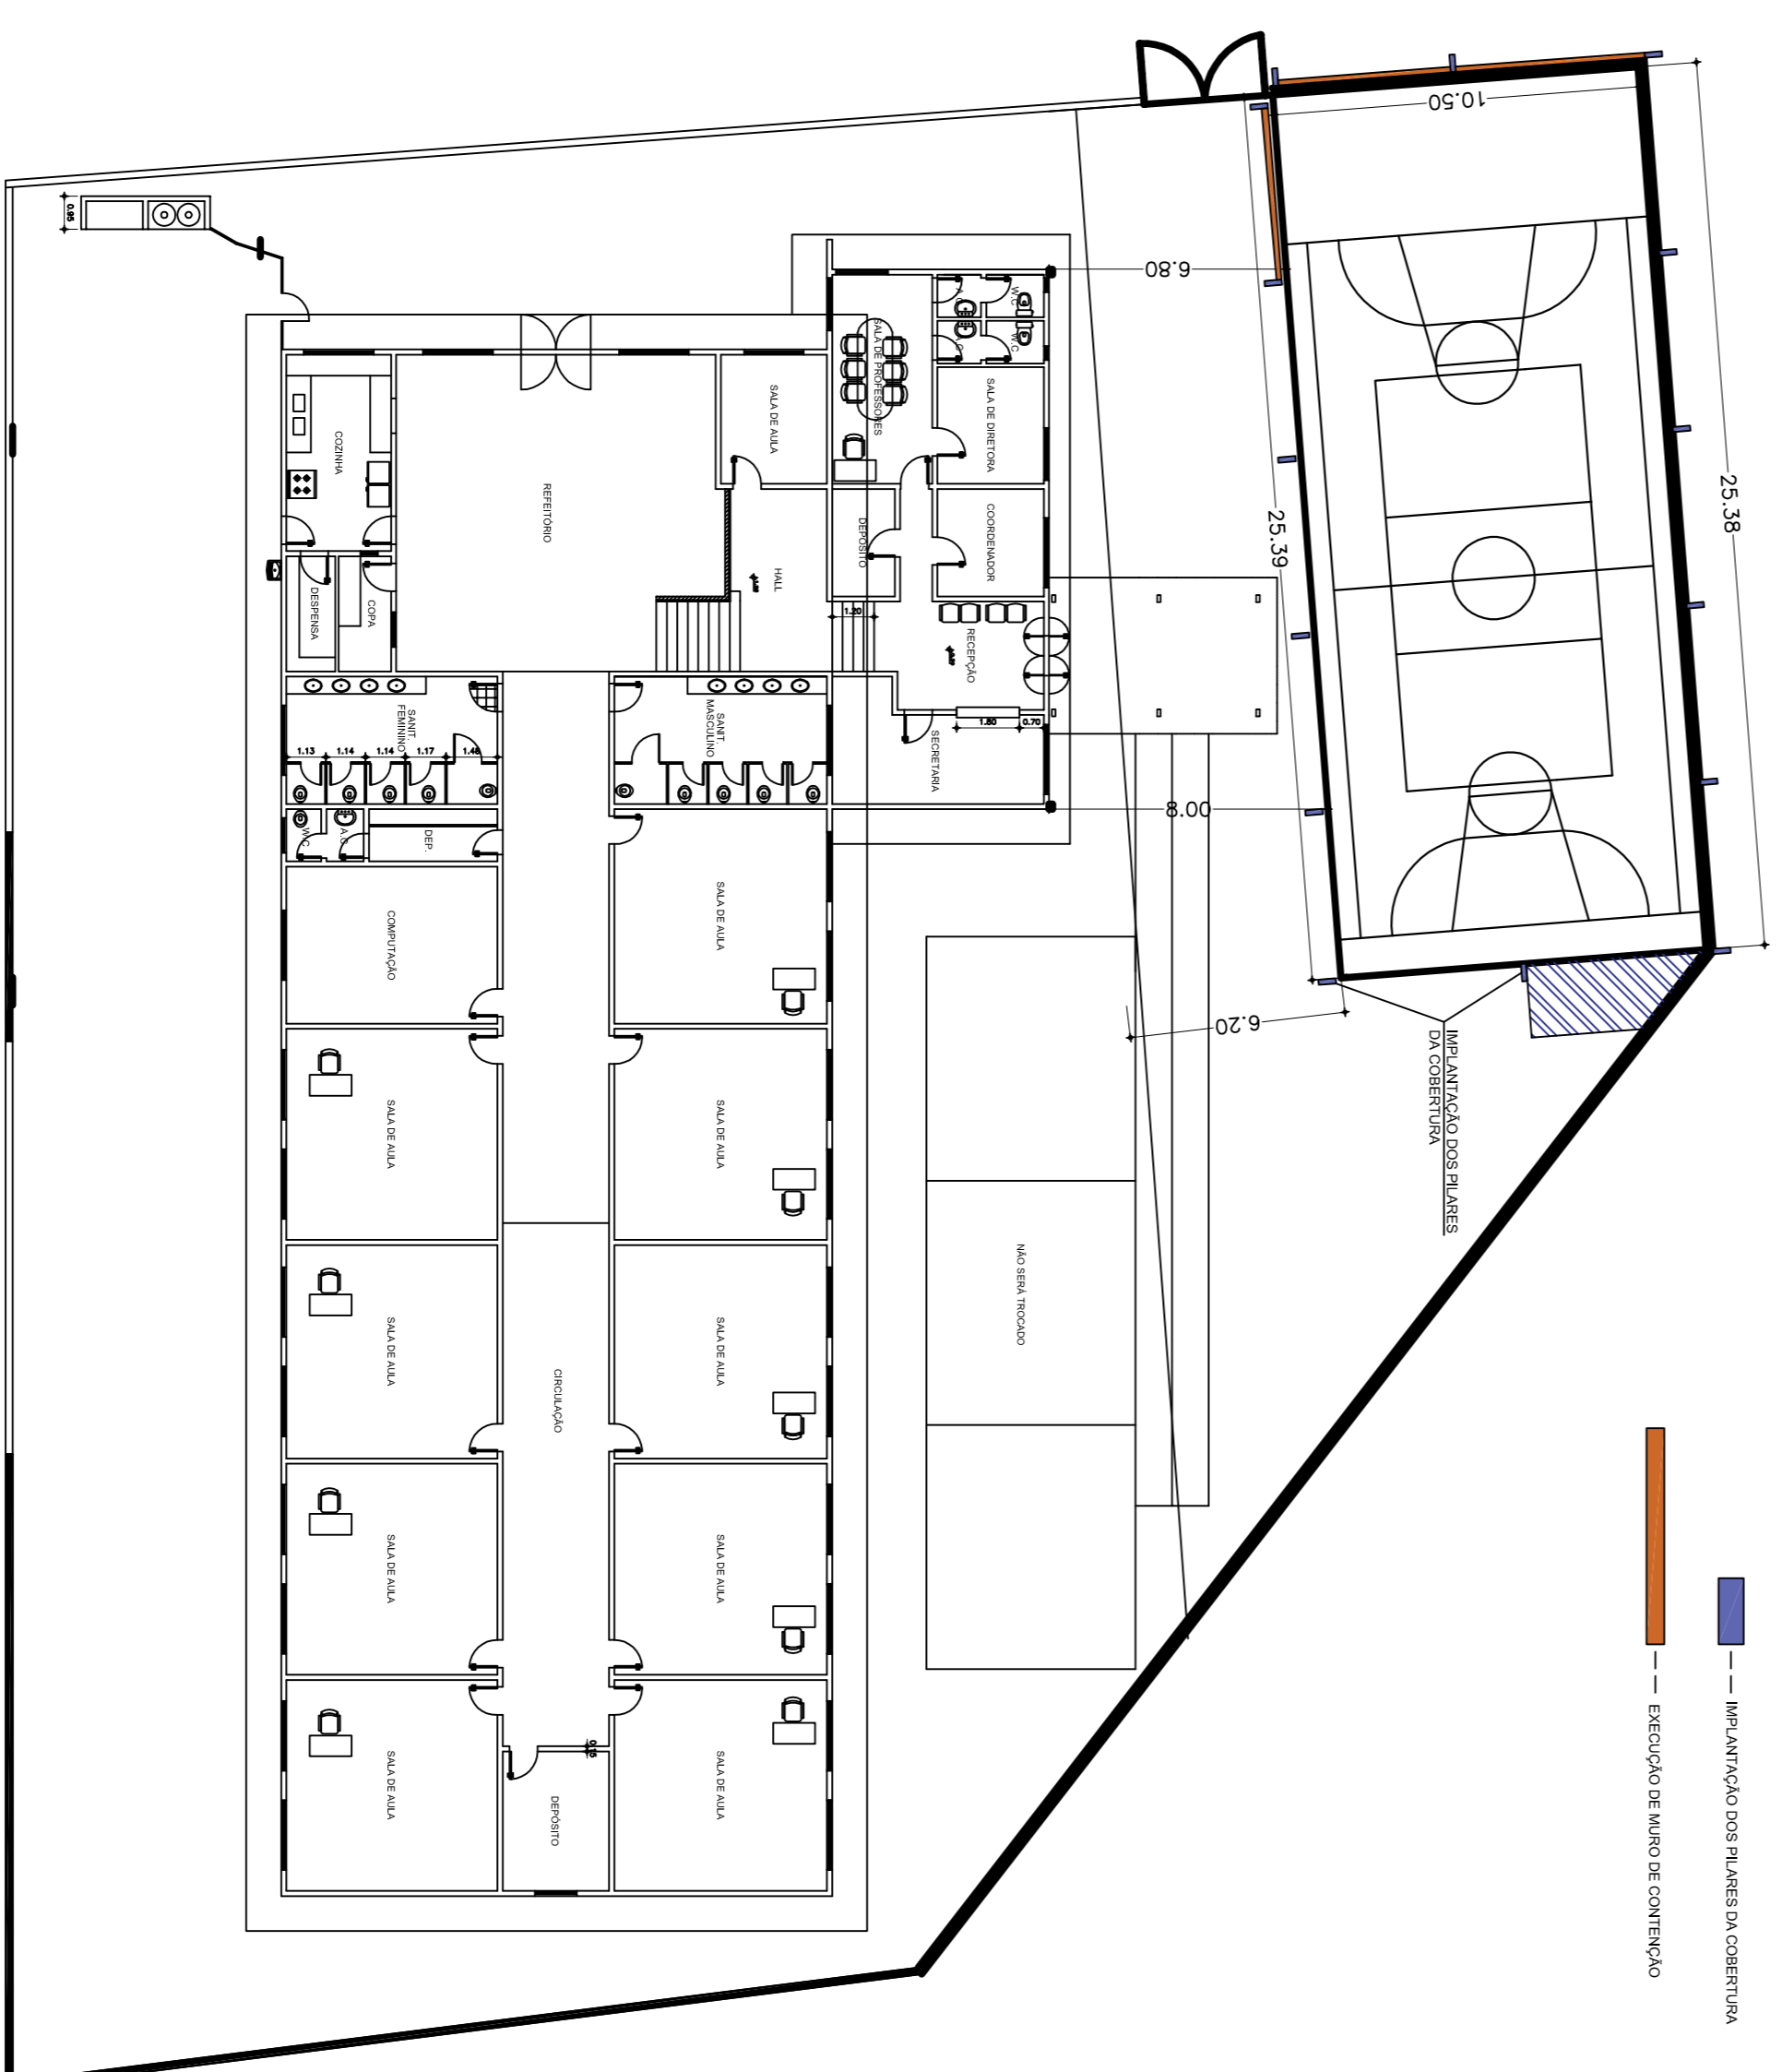 10.50
25.38
25.39
6.80
8.00
6.20
IMPLANTAÇÃO DOS PILARES
DA COBERTURA
IMPLANTAÇÃO DOS PILARES DA COBERTURA
EXECUÇÃO DE MURO DE CONTENÇÃO
0.95
W.C
W.C
A.C
SALA DE PROFESSORES
SALA DE DIRETORA
COORDENADOR
DEPÓSITO
RECEPÇÃO
1.20
SECRETARIA
1.80
0.70
SALA DE AULA
HALL
REFEITÓRIO
COZINHA
COPA
DESPENSA
SANIT.
FEMININO
1.13
1.14
1.14
1.17
1.48
SANIT.
MASCULINO
W.C
A.C
DEP.
COMPUTAÇÃO
SALA DE AULA
SALA DE AULA
SALA DE AULA
SALA DE AULA
SALA DE AULA
SALA DE AULA
SALA DE AULA
SALA DE AULA
SALA DE AULA
CIRCULAÇÃO
0.15
DEPÓSITO
NÃO SERÁ TROCADO